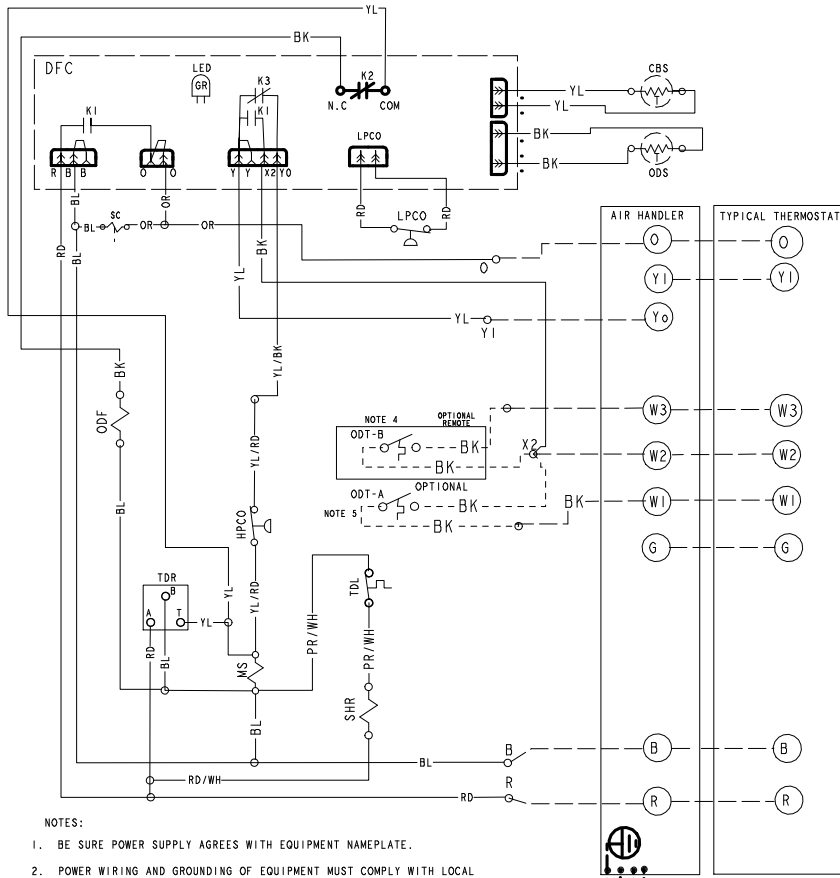 YL
BK
DFC
LED
GR
K3
K1
K2
N.C COM
CBS
YL
YL
T
K1
LPCO
BK
BK
T
ODS
R B B
O O
Y Y X2 YO
BL
OR
RD
RD
SC
BL
OR
OR
LPCO
RD
BL
YL
BK
O
AIR HANDLER
TYPICAL THERMOSTAT
O
O
Y1
Y1
Yo
YL
Y1
YL/BK
BK
ODF
NOTE 4
OPTIONAL
REMOTE
ODT-B
BK
BK
X2
W3
W3
W2
W2
YL/RD
ODT-A
OPTIONAL
BK
NOTE 5
BK
BK
W1
W1
BL
HPCO
G
G
TDR
B
A T
YL
YL
YL/RD
TDL
PR/WH
PR/WH
RD
BL
MS
SHR
BL
B
B
B
BL
RD/WH
R
RD
R
R
NOTES:
1. BE SURE POWER SUPPLY AGREES WITH EQUIPMENT NAMEPLATE.
2. POWER WIRING AND GROUNDING OF EQUIPMENT MUST COMPLY WITH LOCAL